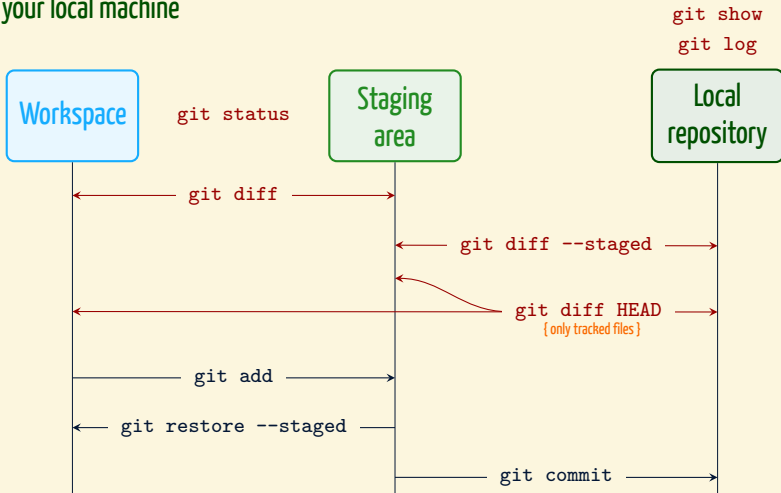 your local machine
git show
git log
Workspace
git status
Staging
area
Local
repository
git diff
git diff --staged
git diff HEAD
{ only tracked files }
git add
git restore --staged
git commit